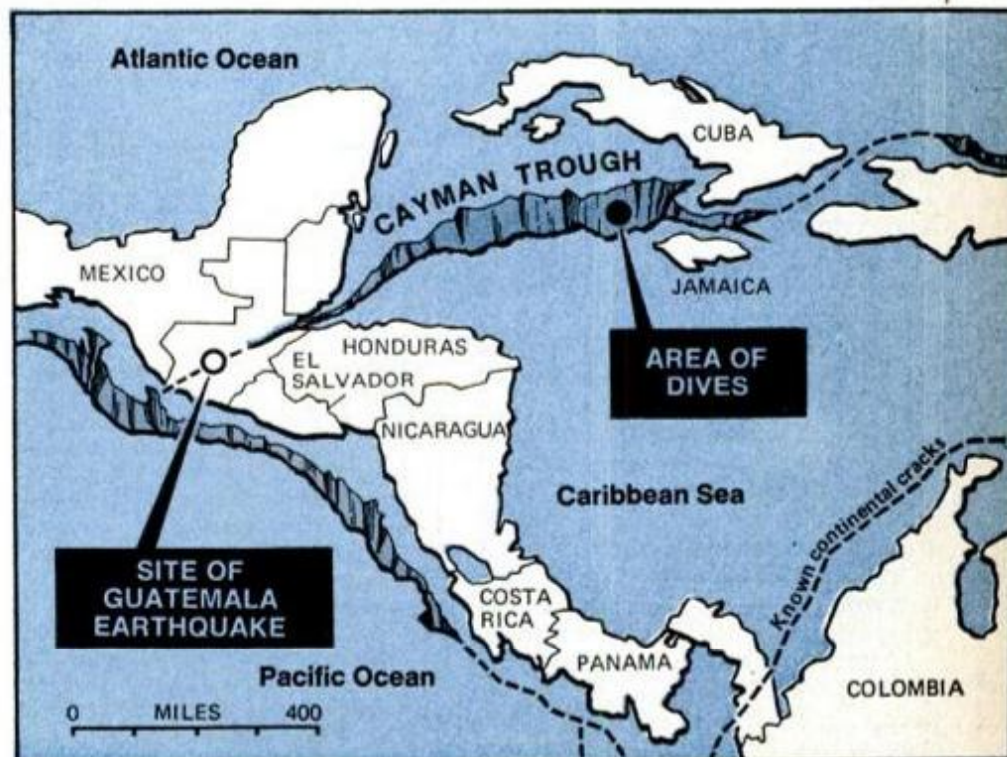 Atlantic Ocean
CUBA
CAYMAN TROUGH
MEXICO
JAMAICA
HONDURAS
EL
SALVADOR
AREA OF
DIVES
NICARAGUA
Known continental cracks
Caribbean Sea
SITE OF
GUATEMALA
EARTHQUAKE
COSTA
RICA
PANAMA
Pacific Ocean
COLOMBIA
0 MILES 400